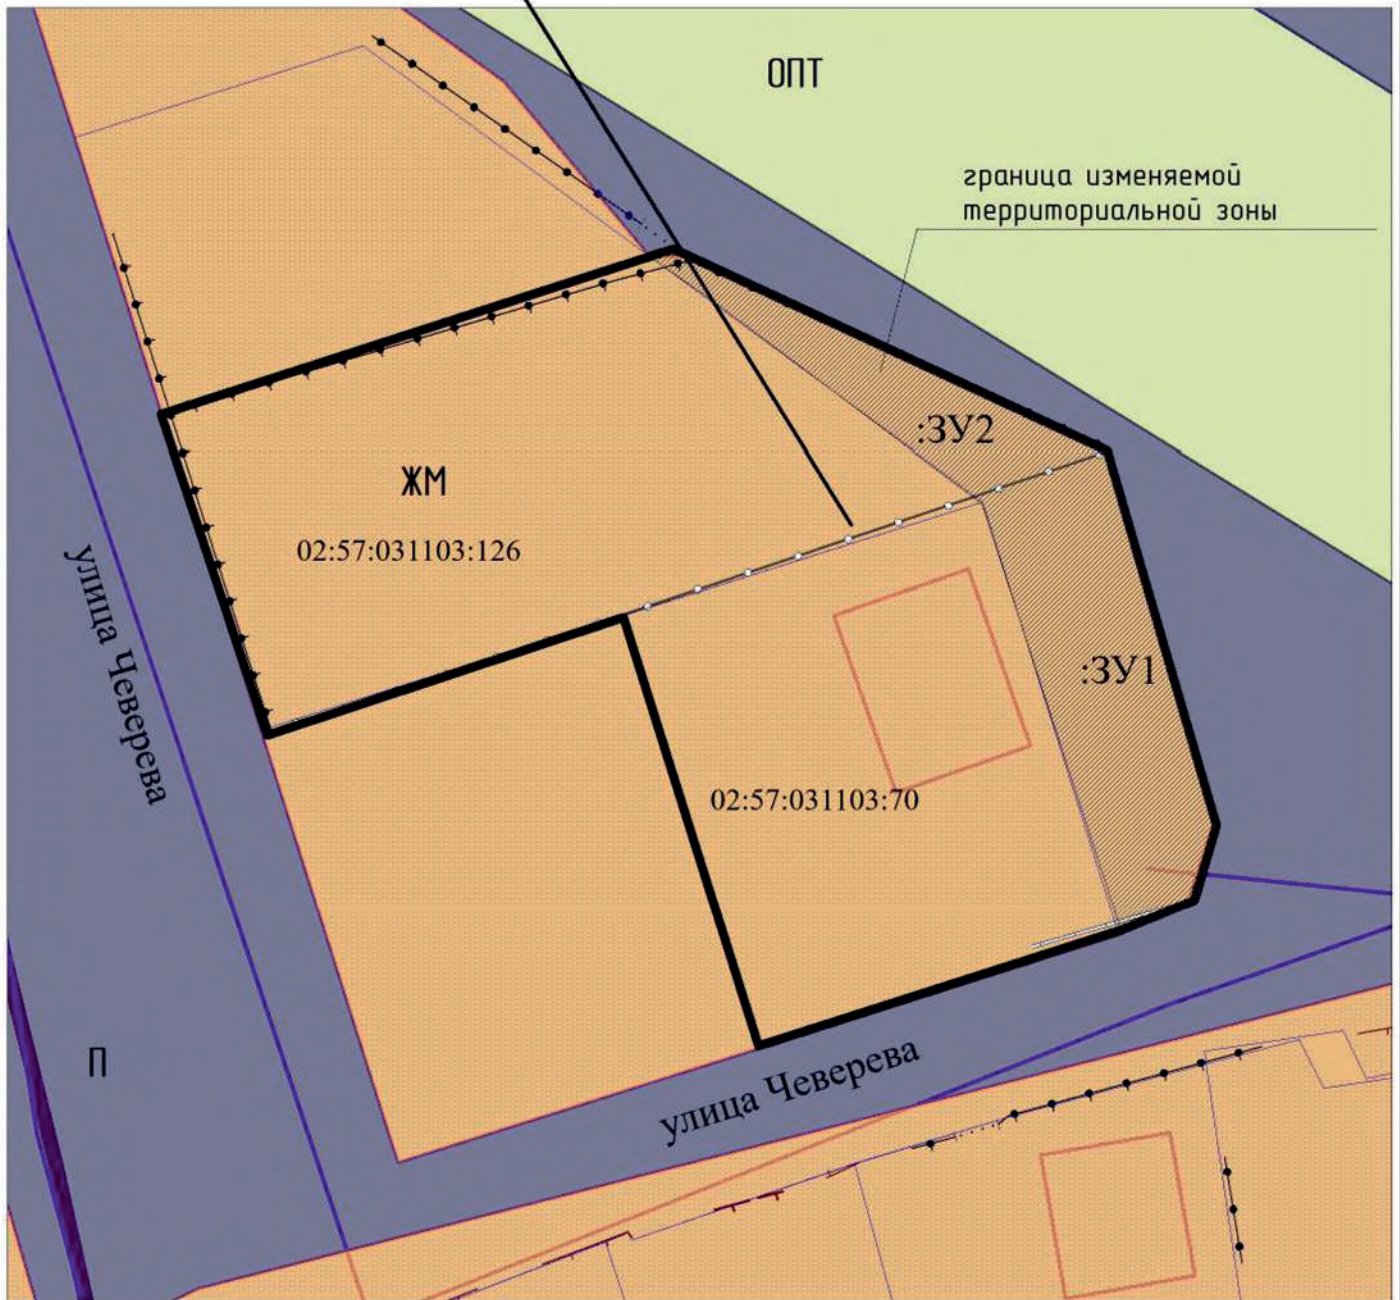 ОПТ
граница изменяемой
территориальной зоны
:ЗУ2
ЖМ
02:57:031103:126
улица Чеверева
:ЗУ1
02:57:031103:70
П
улица Чеверева